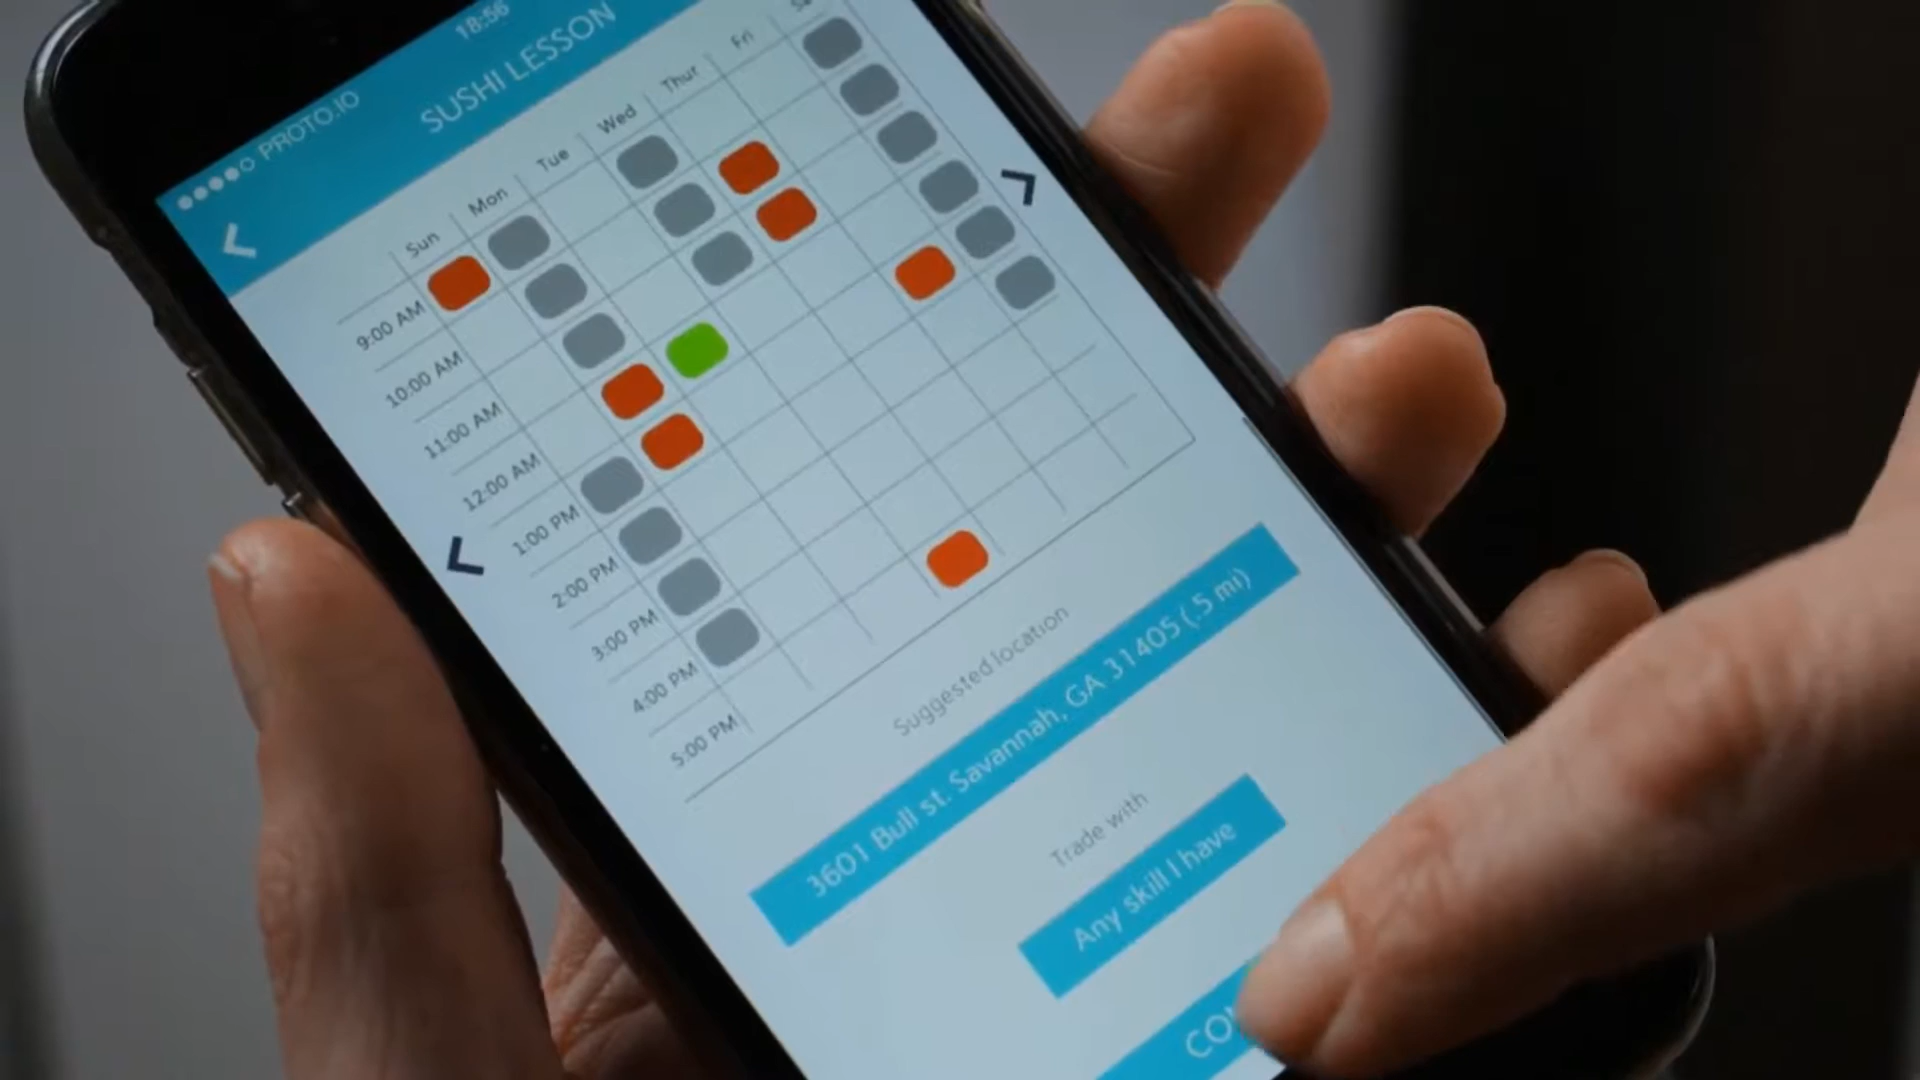 PROTO.IO 18:56
SUSHI LESSON
Sun Mon Tue Wed Thur Fri
9:00 AM
10:00 AM
11:00 AM
12:00 AM
1:00 PM
2:00 PM
3:00 PM
4:00 PM
5:00 PM
Suggested location
3601 Bull st. Savannah, GA 31405 (.5 mi)
Trade with
Any skill I have